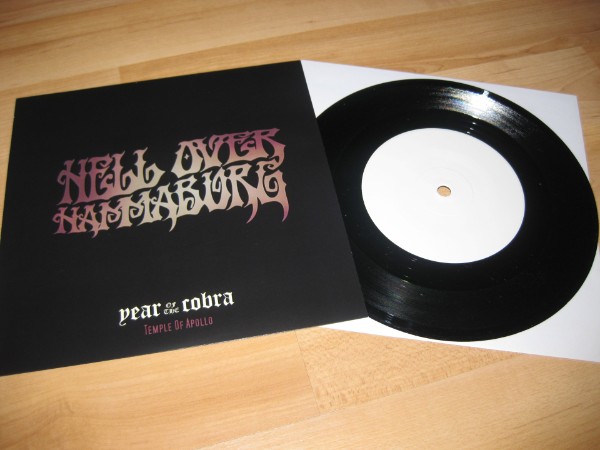 HELL OVER
HAMMABURG
year OF THE cobra
TEMPLE OF APOLLO